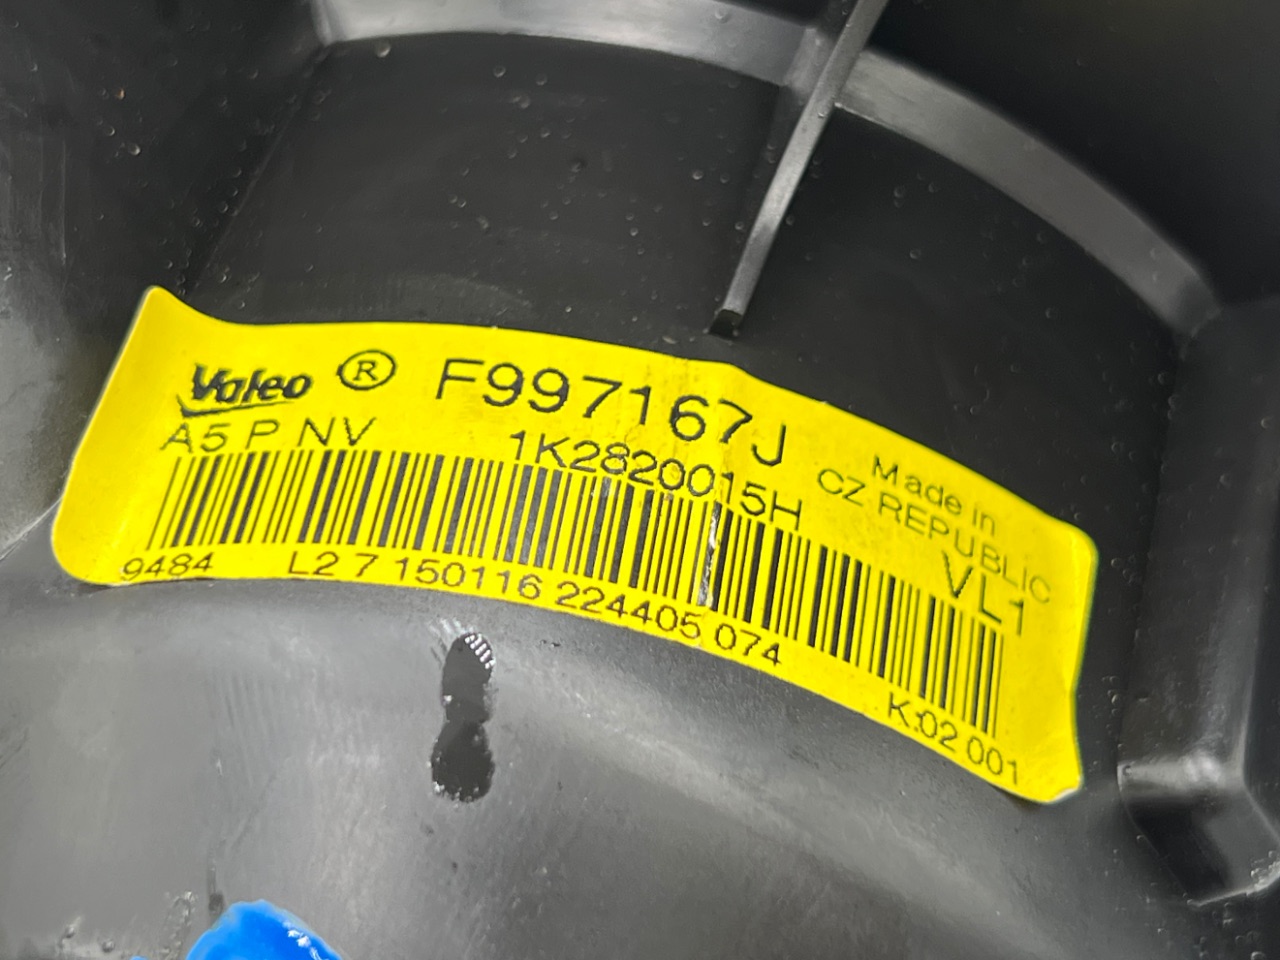 Valeo ® F997167J
A5 P NV 1K2820015H
Made in
CZ REPUBLIC
VL1
9484 L2 7 150116 224405 074
K:02 001